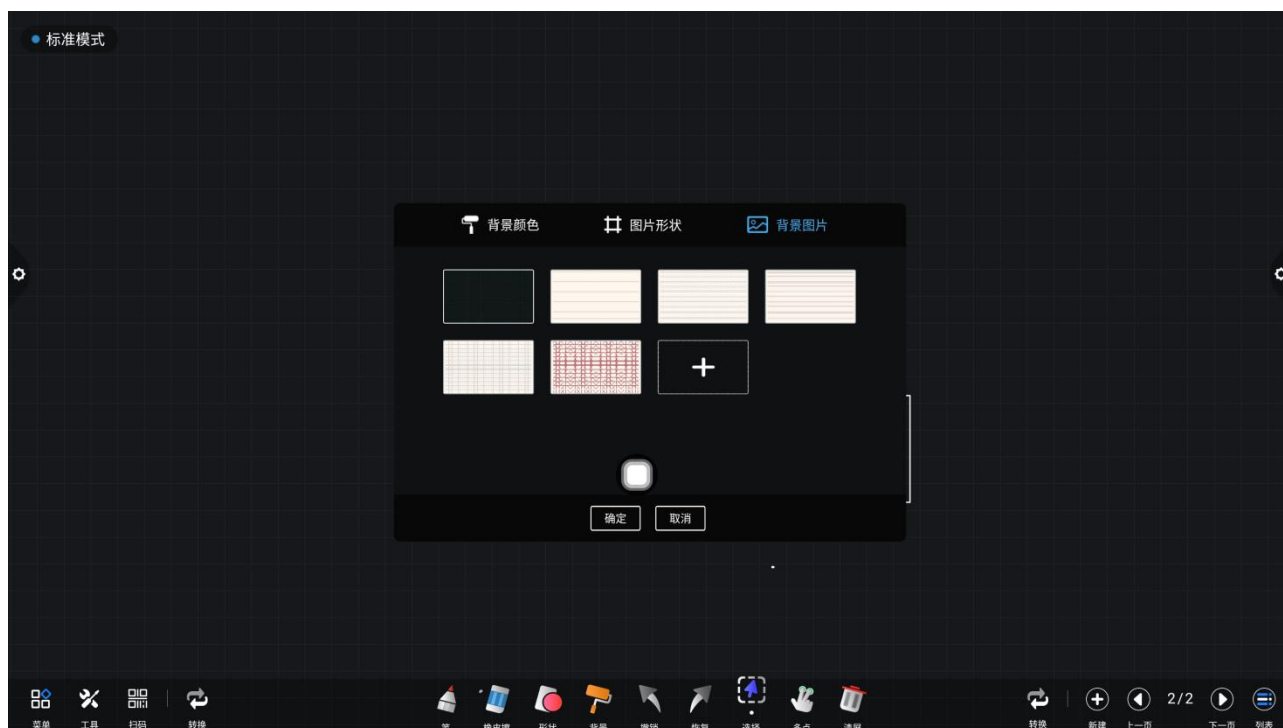 标准模式
背景颜色 图片形状 背景图片
确定 取消
2/2
菜单 工具 扫码 转换 笔 橡皮擦 形状 背景 撤销 恢复 选择 多点 清屏 转换 新建 上一页 下一页 列表